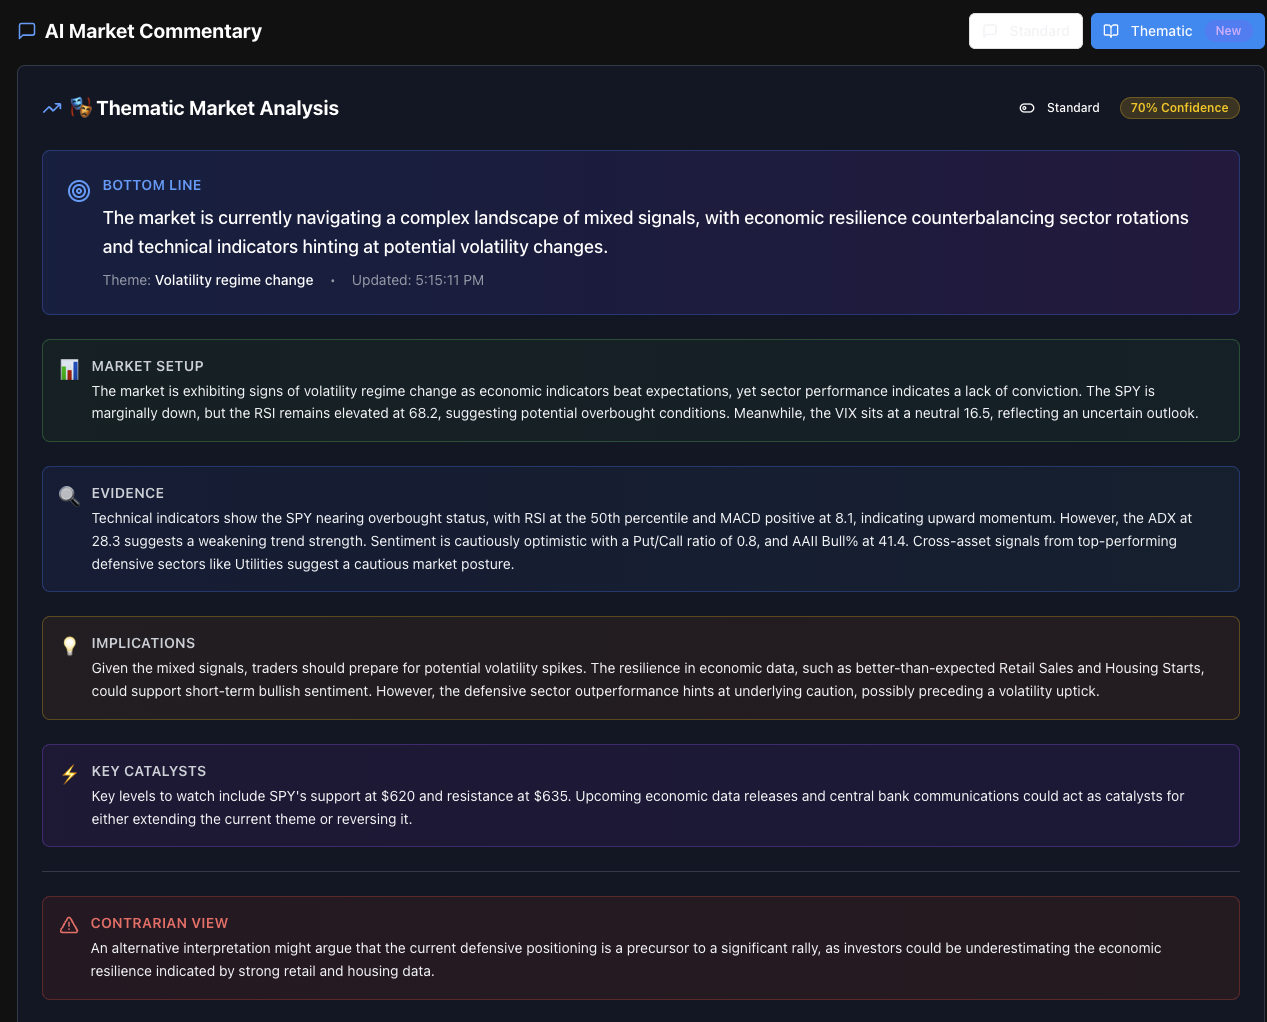 AI Market Commentary
Standard
Thematic New
Thematic Market Analysis
Standard
70% Confidence
BOTTOM LINE
The market is currently navigating a complex landscape of mixed signals, with economic resilience counterbalancing sector rotations
and technical indicators hinting at potential volatility changes.
Theme: Volatility regime change • Updated: 5:15:11 PM
MARKET SETUP
The market is exhibiting signs of volatility regime change as economic indicators beat expectations, yet sector performance indicates a lack of conviction. The SPY is
marginally down, but the RSI remains elevated at 68.2, suggesting potential overbought conditions. Meanwhile, the VIX sits at a neutral 16.5, reflecting an uncertain outlook.
EVIDENCE
Technical indicators show the SPY nearing overbought status, with RSI at the 50th percentile and MACD positive at 8.1, indicating upward momentum. However, the ADX at
28.3 suggests a weakening trend strength. Sentiment is cautiously optimistic with a Put/Call ratio of 0.8, and AAII Bull% at 41.4. Cross-asset signals from top-performing
defensive sectors like Utilities suggest a cautious market posture.
IMPLICATIONS
Given the mixed signals, traders should prepare for potential volatility spikes. The resilience in economic data, such as better-than-expected Retail Sales and Housing Starts,
could support short-term bullish sentiment. However, the defensive sector outperformance hints at underlying caution, possibly preceding a volatility uptick.
KEY CATALYSTS
Key levels to watch include SPY's support at $620 and resistance at $635. Upcoming economic data releases and central bank communications could act as catalysts for
either extending the current theme or reversing it.
CONTRARIAN VIEW
An alternative interpretation might argue that the current defensive positioning is a precursor to a significant rally, as investors could be underestimating the economic
resilience indicated by strong retail and housing data.